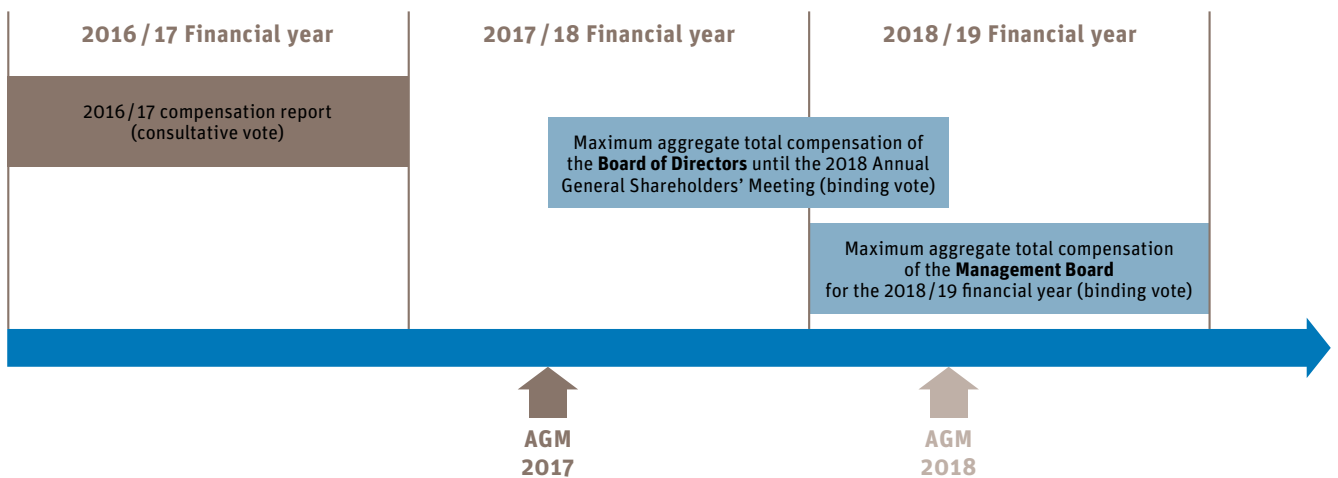 2016/17 Financial year
2017/18 Financial year
2018/19 Financial year
2016/17 compensation report
(consultative vote)
Maximum aggregate total compensation of
the Board of Directors until the 2018 Annual
General Shareholders’ Meeting (binding vote)
Maximum aggregate total compensation
of the Management Board
for the 2018/19 financial year (binding vote)
AGM
2017
AGM
2018